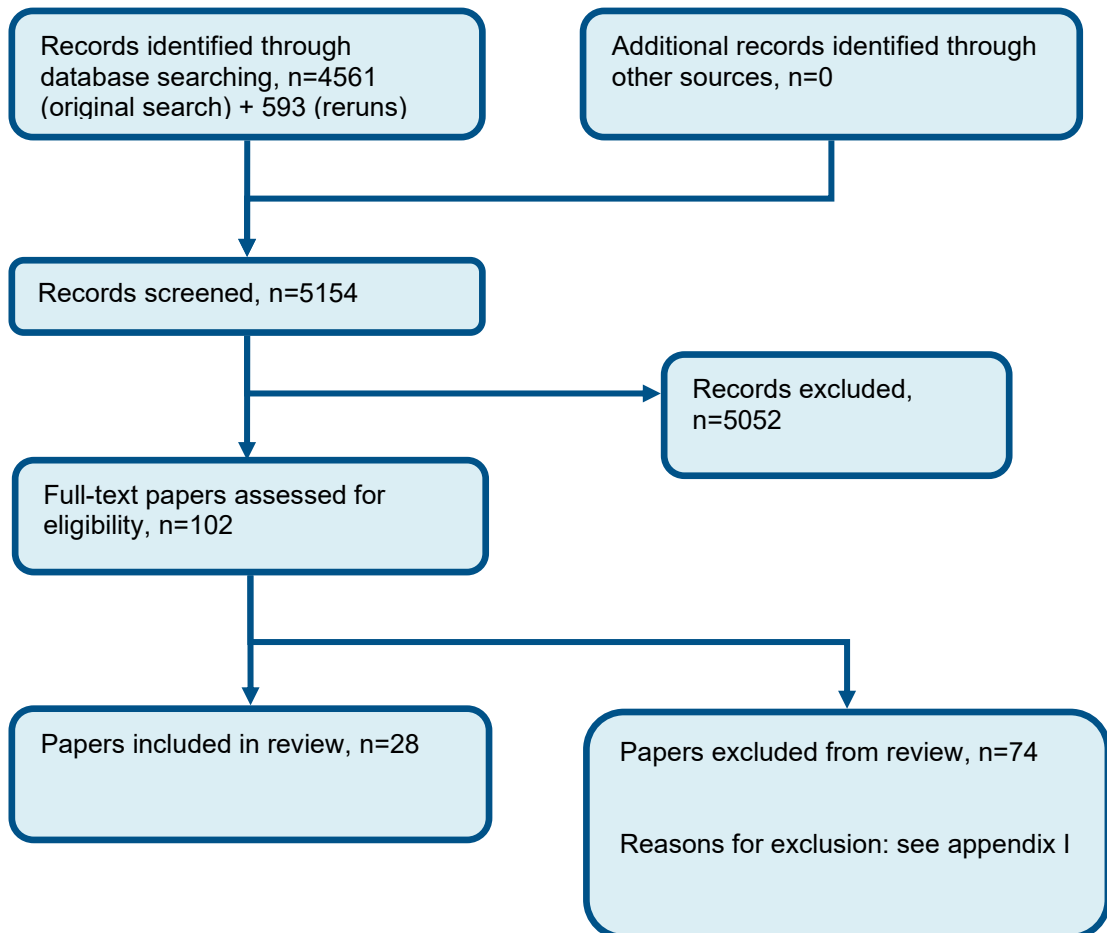 Records identified through
database searching, n=4561
(original search) + 593 (reruns)
Additional records identified through
other sources, n=0
Records screened, n=5154
Records excluded,
n=5052
Full-text papers assessed for
eligibility, n=102
Papers included in review, n=28
Papers excluded from review, n=74
Reasons for exclusion: see appendix I